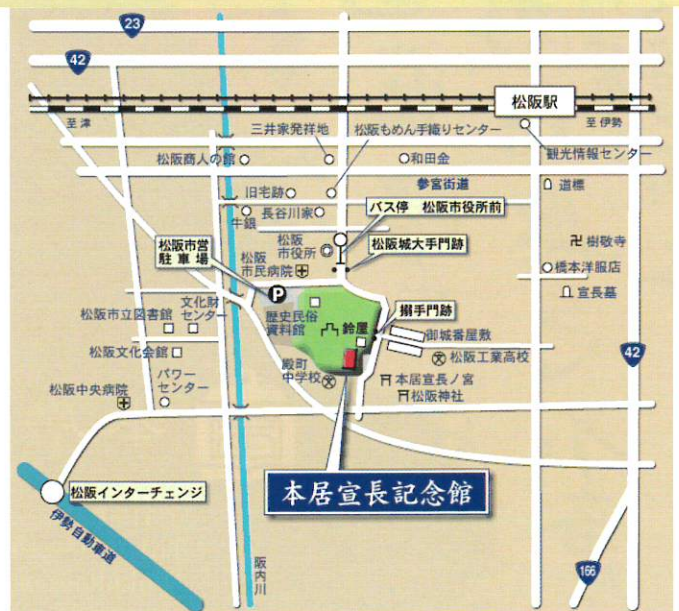 23
42
松阪駅
至 津
三井家発祥地
松阪もめん手織りセンター
至 伊勢
松阪商人の館
和田金
観光情報センター
参宮街道
道標
旧宅跡
牛銀
長谷川家
バス停 松阪市役所前
松阪市営
駐車場
松阪
市役所
松阪城大手門跡
樹敬寺
松阪
市民病院
橋本洋服店
P
宣長墓
搦手門跡
松阪市立図書館
文化財
センター
歴史民俗
資料館
鈴屋
御城番屋敷
42
松阪文化会館
松阪工業高校
殿町
中学校
パワー
センター
本居宣長ノ宮
松阪中央病院
松阪神社
松阪インターチェンジ
本居宣長記念館
伊勢自動車道
阪内川
166